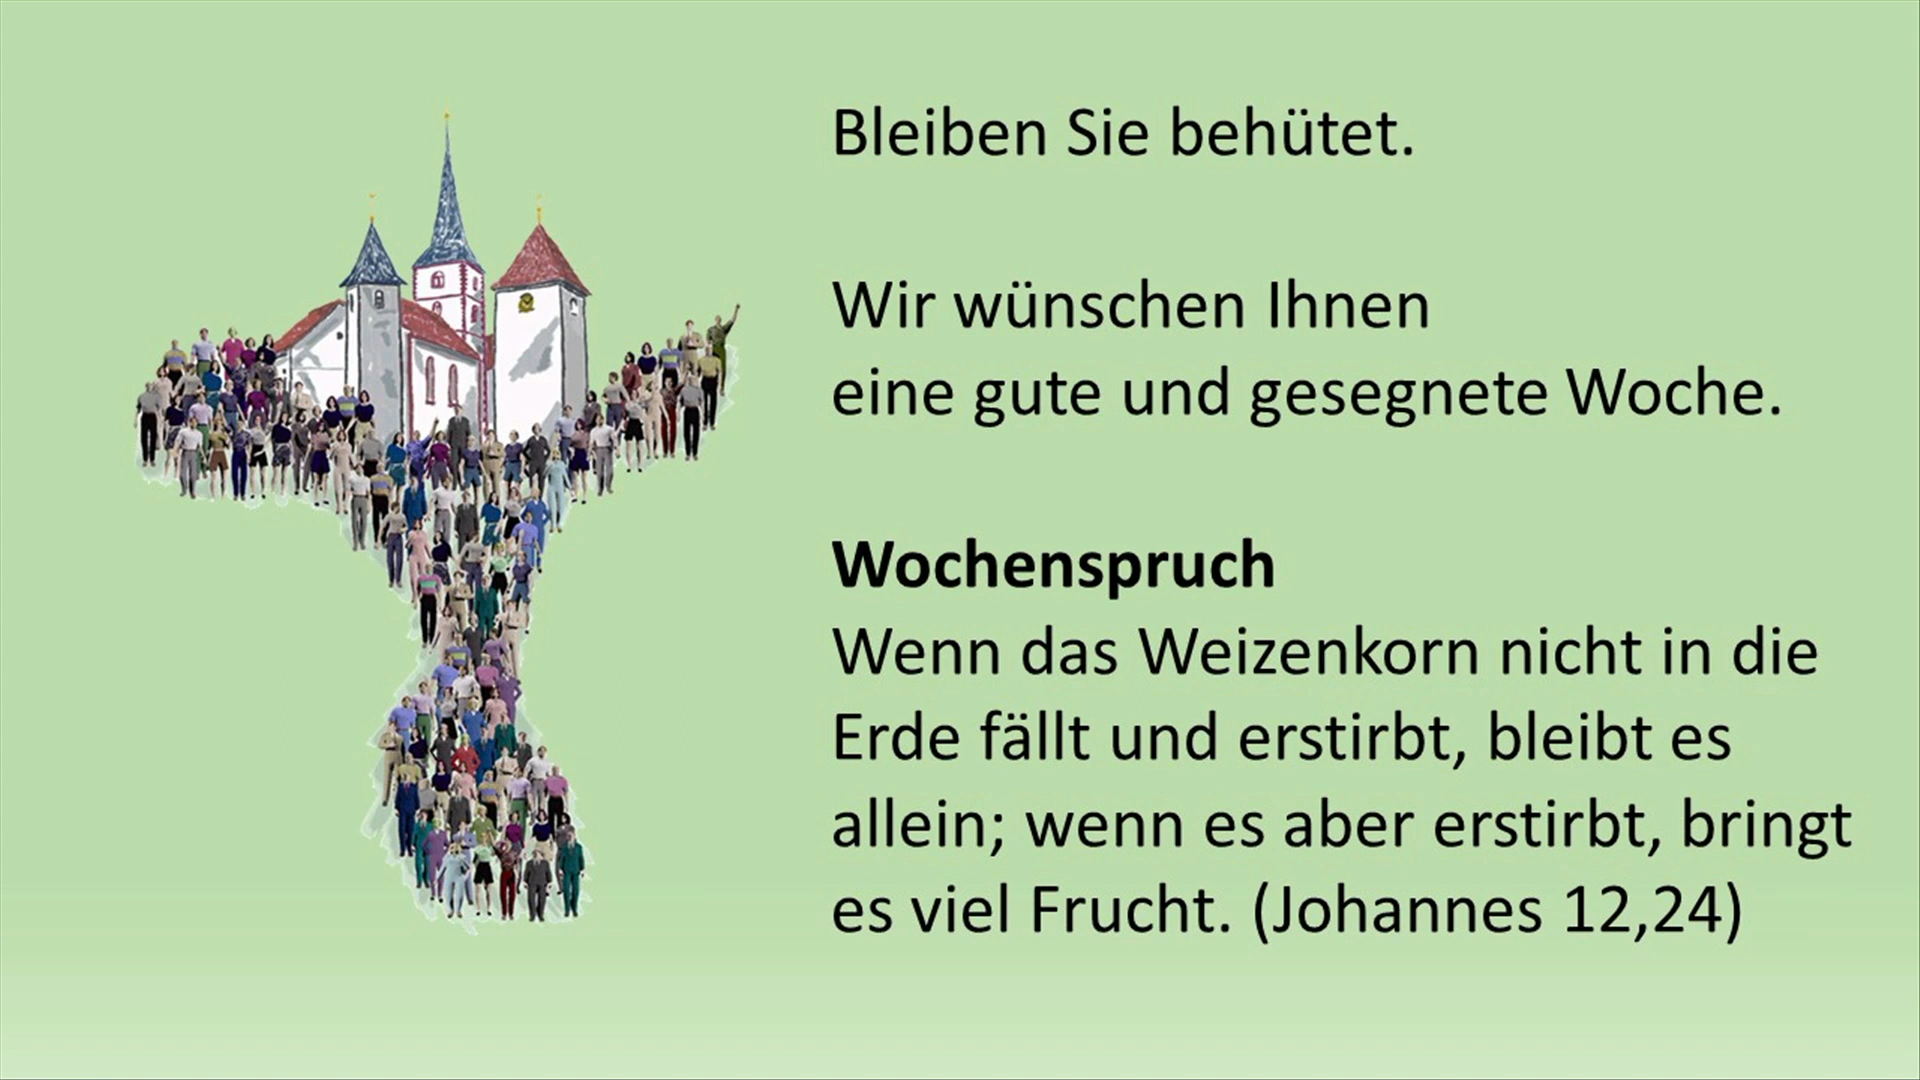 Bleiben Sie behütet.
Wir wünschen Ihnen
eine gute und gesegnete Woche.
Wochenspruch
Wenn das Weizenkorn nicht in die
Erde fällt und erstirbt, bleibt es
allein; wenn es aber erstirbt, bringt
es viel Frucht. (Johannes 12,24)